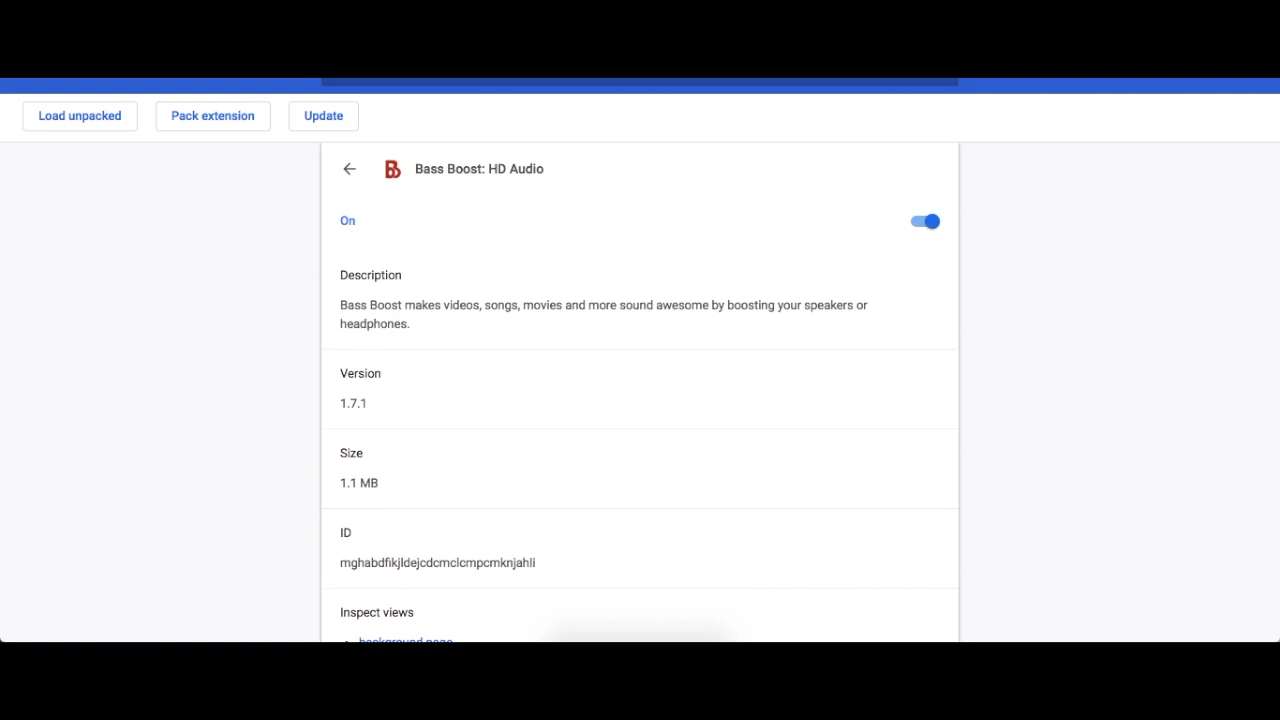 Load unpacked Pack extension Update
Bass Boost: HD Audio
On
Description
Bass Boost makes videos, songs, movies and more sound awesome by boosting your speakers or
headphones.
Version
1.7.1
Size
1.1 MB
ID
mghabdfikjldejcdcmclcmpcmknjahli
Inspect views
background page